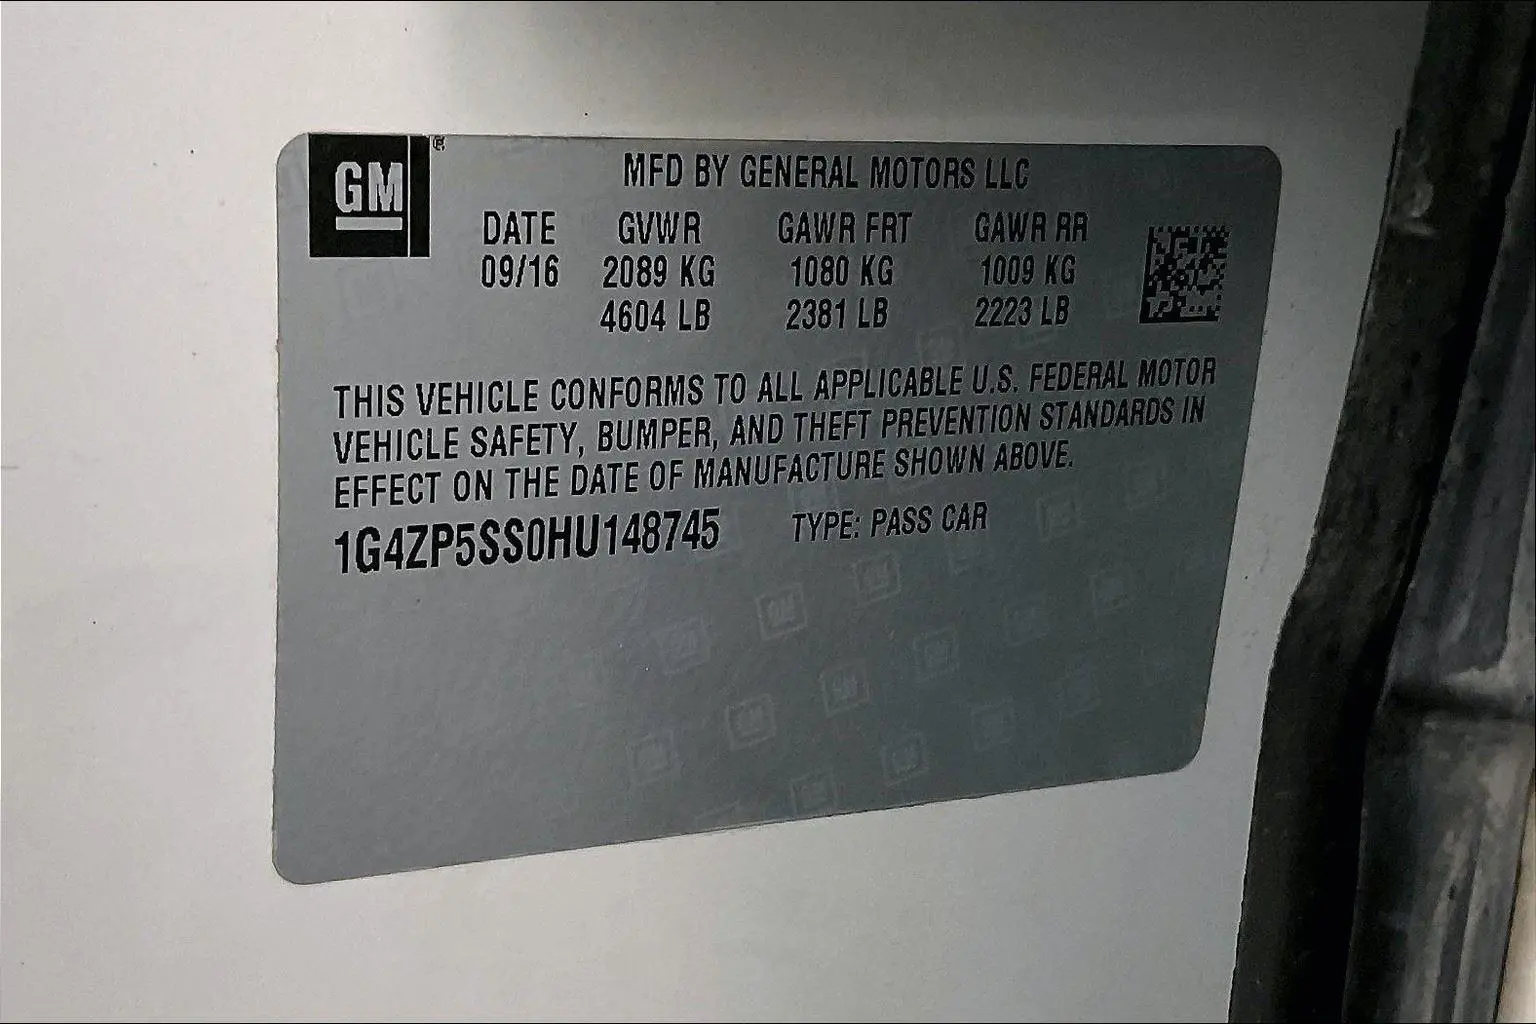 GM ®
MFD BY GENERAL MOTORS LLC
DATE GVWR GAWR FRT GAWR RR
09/16 2089 KG 1080 KG 1009 KG
4604 LB 2381 LB 2223 LB
THIS VEHICLE CONFORMS TO ALL APPLICABLE U.S. FEDERAL MOTOR
VEHICLE SAFETY, BUMPER, AND THEFT PREVENTION STANDARDS IN
EFFECT ON THE DATE OF MANUFACTURE SHOWN ABOVE.
1G4ZP5SS0HU148745 TYPE: PASS CAR